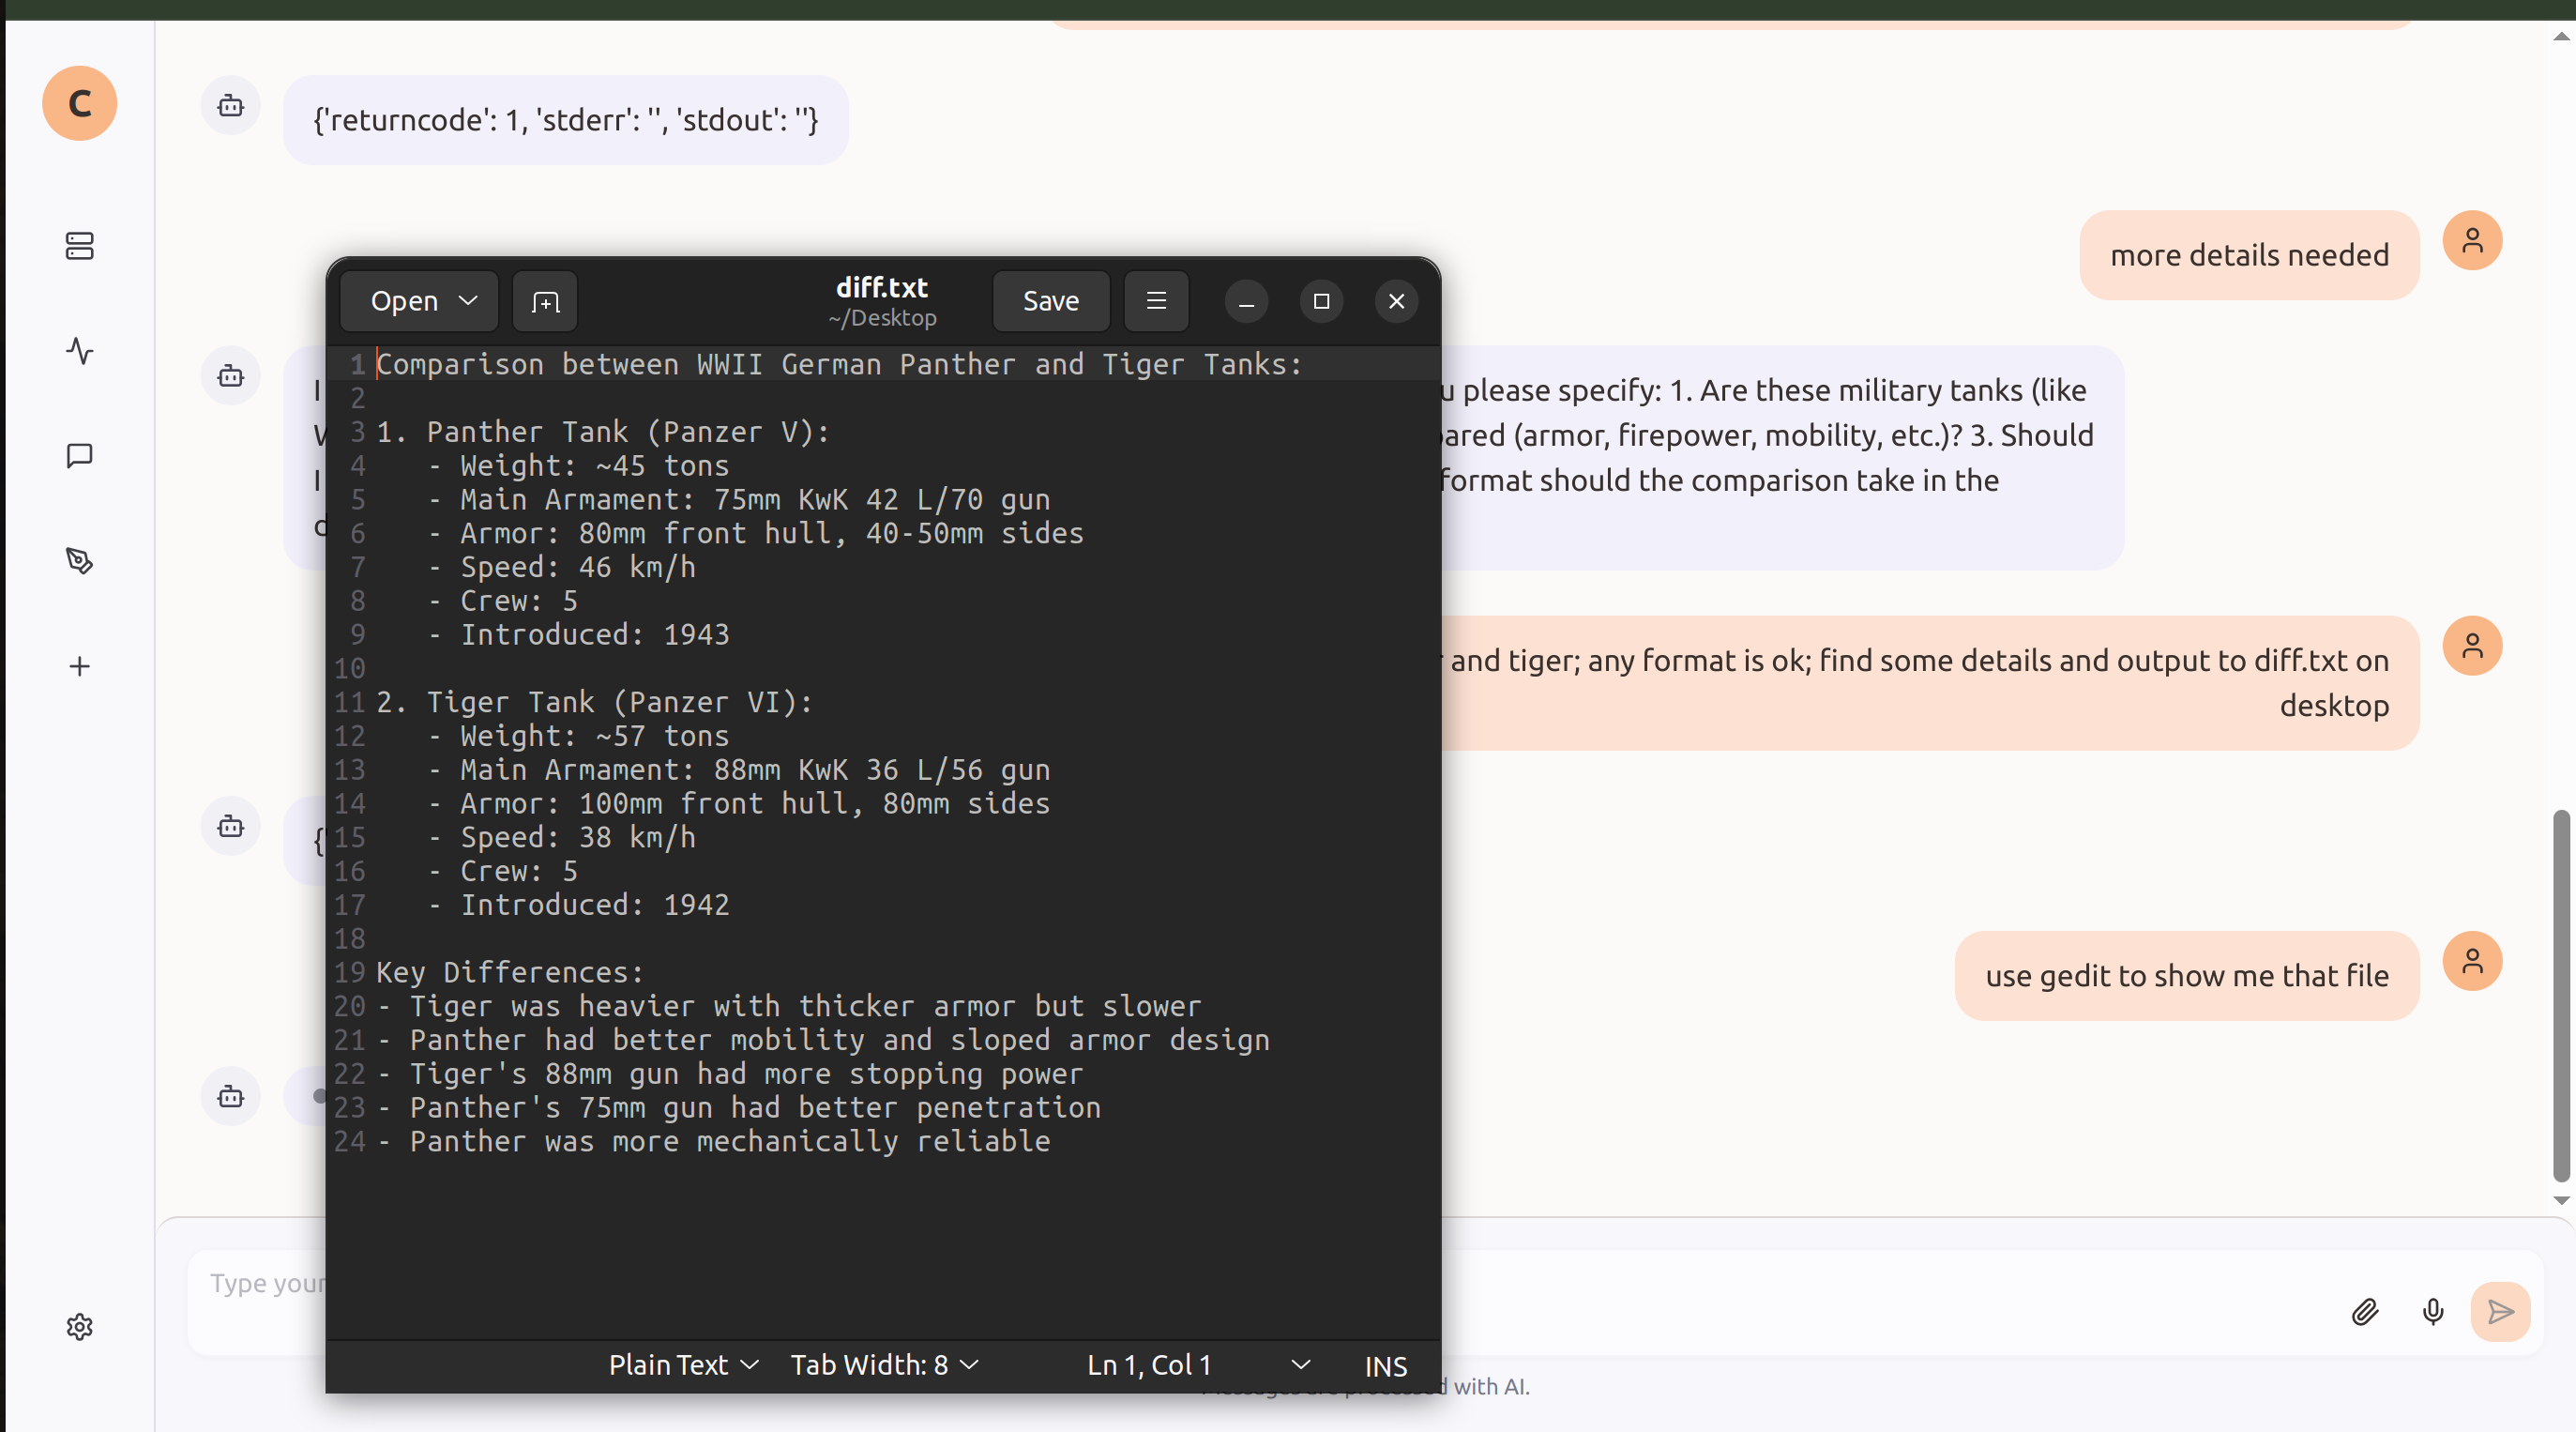 C
{'returncode': 1, 'stderr': '', 'stdout': ''}
more details needed
u please specify: 1. Are these military tanks (like
ared (armor, firepower, mobility, etc.)? 3. Should
I
format should the comparison take in the
and tiger; any format is ok; find some details and output to diff.txt on
desktop
use gedit to show me that file
Open
diff.txt
~/Desktop
Save
1 Comparison between WWII German Panther and Tiger Tanks:
2
3 1. Panther Tank (Panzer V):
4 - Weight: ~45 tons
5 - Main Armament: 75mm KwK 42 L/70 gun
6 - Armor: 80mm front hull, 40-50mm sides
7 - Speed: 46 km/h
8 - Crew: 5
9 - Introduced: 1943
10
11 2. Tiger Tank (Panzer VI):
12 - Weight: ~57 tons
13 - Main Armament: 88mm KwK 36 L/56 gun
14 - Armor: 100mm front hull, 80mm sides
15 - Speed: 38 km/h
16 - Crew: 5
17 - Introduced: 1942
18
19 Key Differences:
20 - Tiger was heavier with thicker armor but slower
21 - Panther had better mobility and sloped armor design
22 - Tiger's 88mm gun had more stopping power
23 - Panther's 75mm gun had better penetration
24 - Panther was more mechanically reliable
Plain Text Tab Width: 8 Ln 1, Col 1 INS
Type your
with AI.